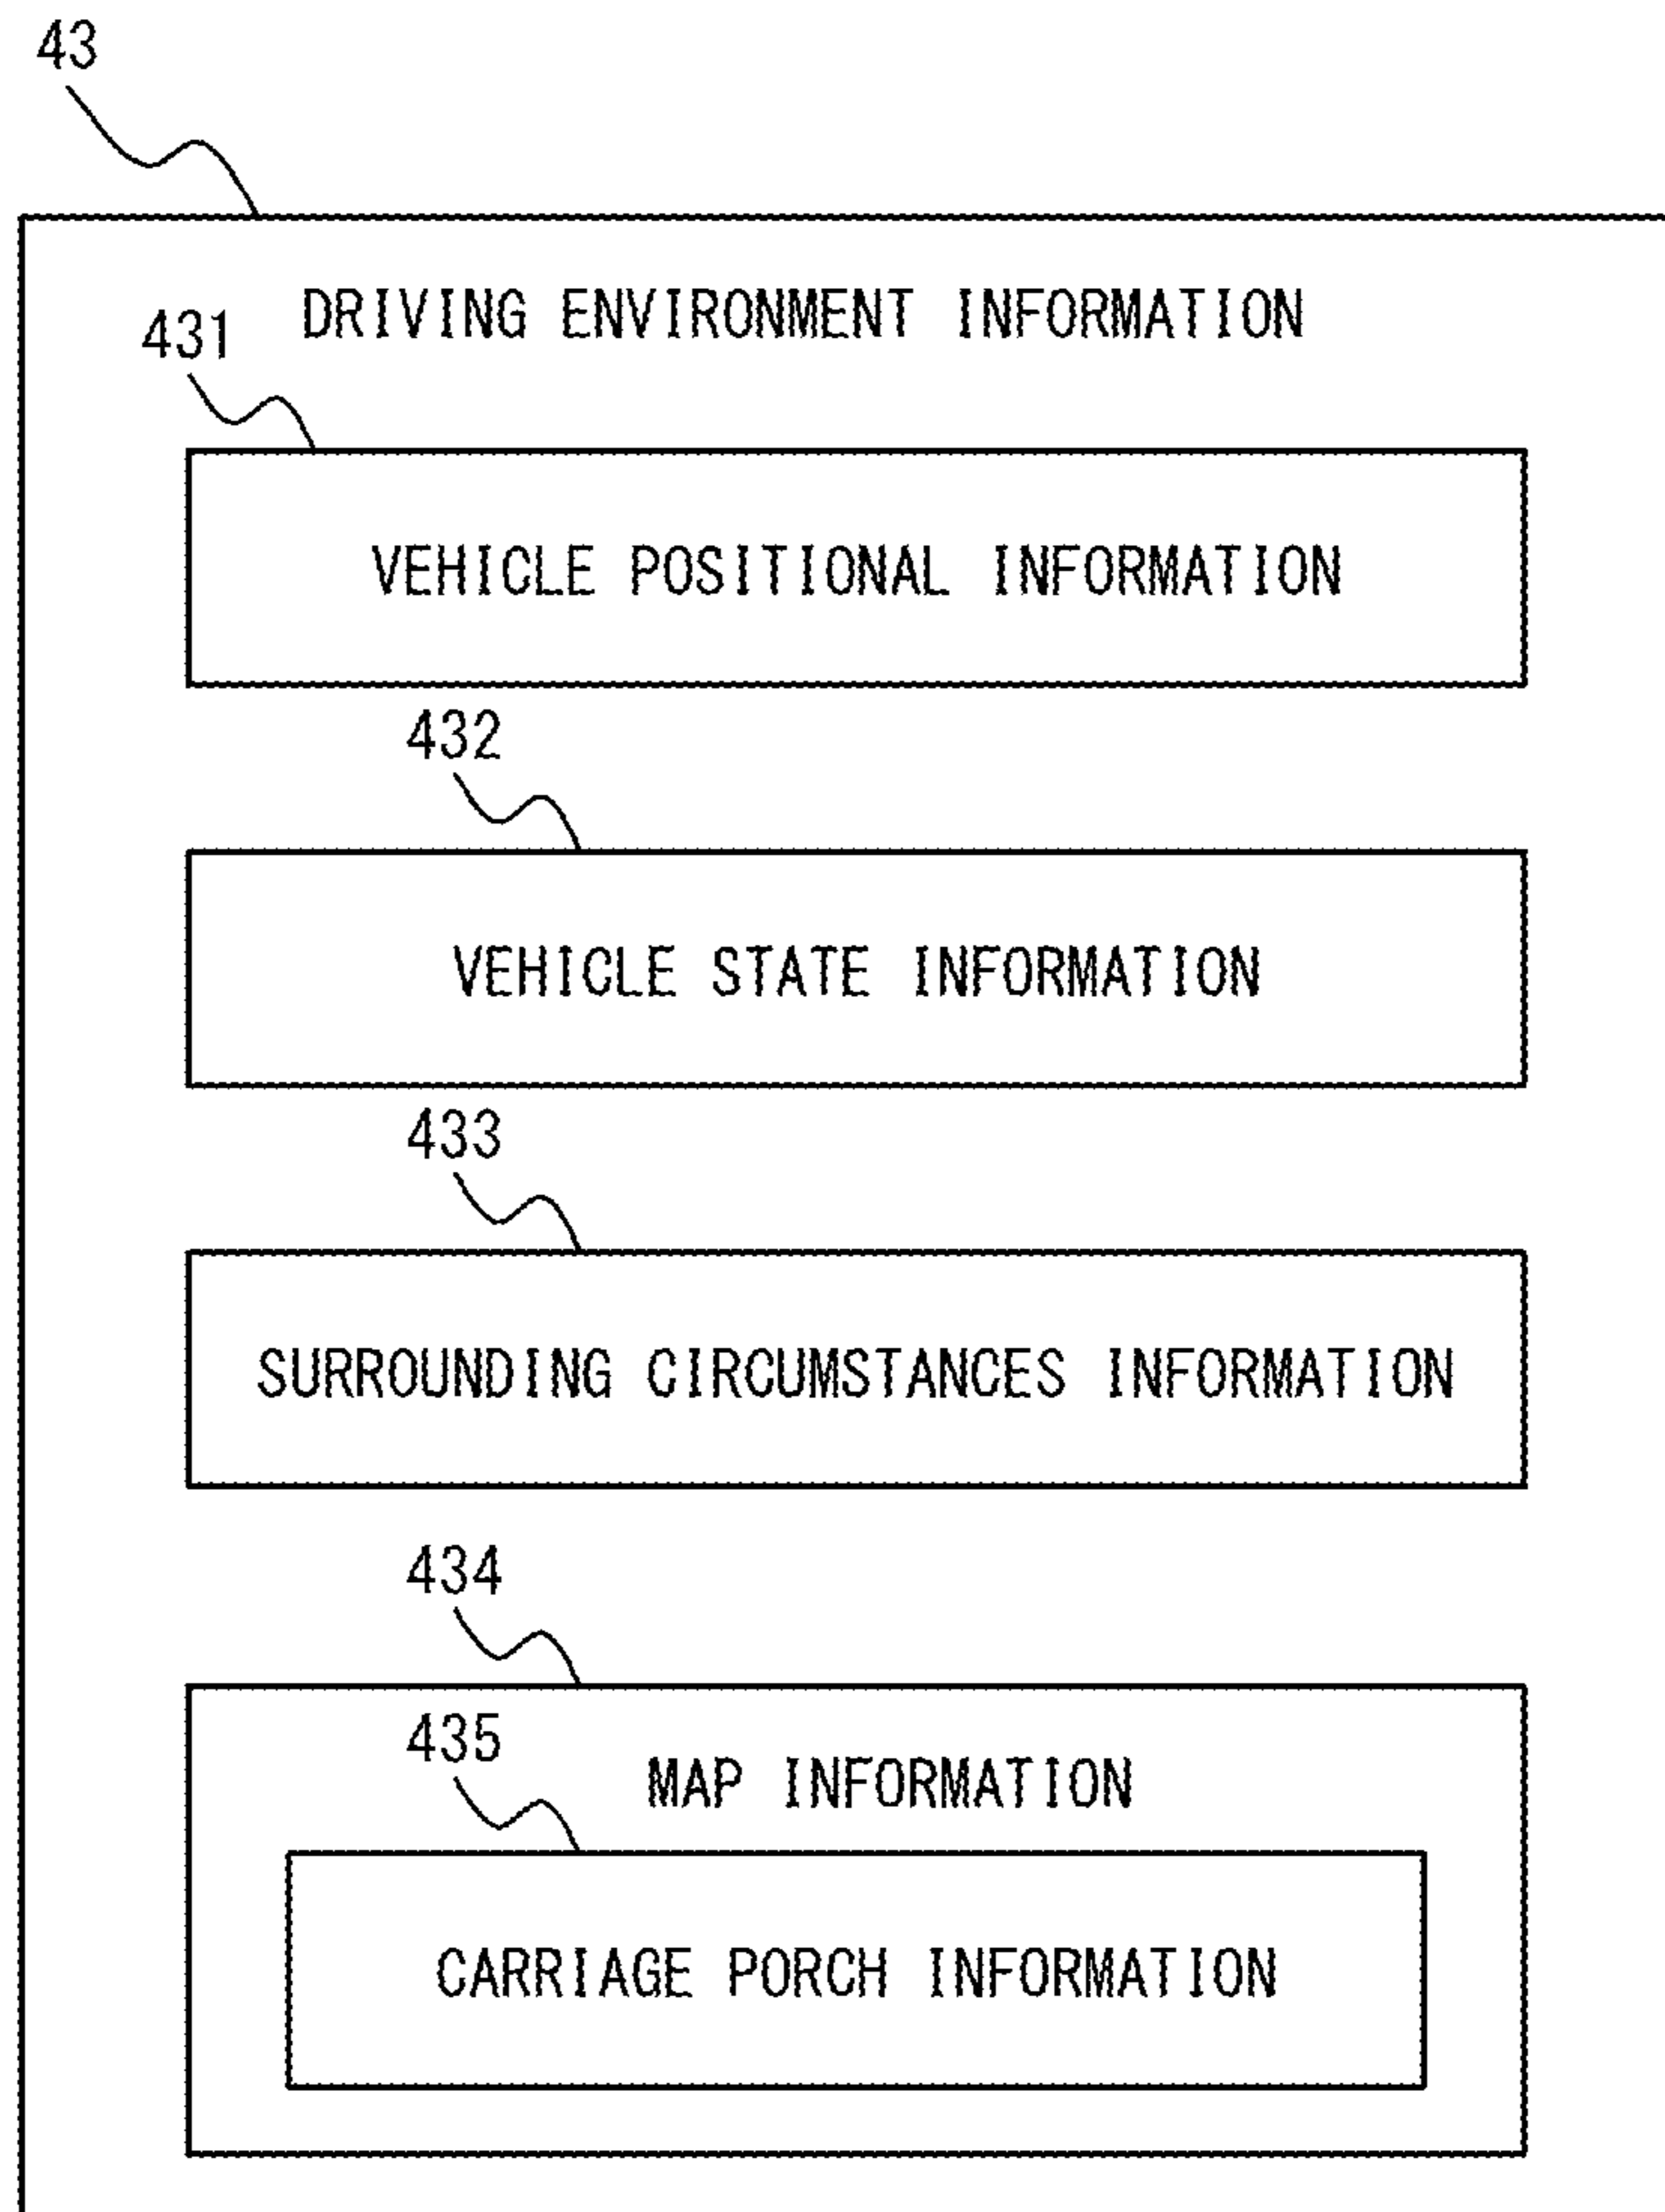 43
DRIVING ENVIRONMENT INFORMATION
431
VEHICLE POSITIONAL INFORMATION
432
VEHICLE STATE INFORMATION
433
SURROUNDING CIRCUMSTANCES INFORMATION
434
435
MAP INFORMATION
CARRIAGE PORCH INFORMATION